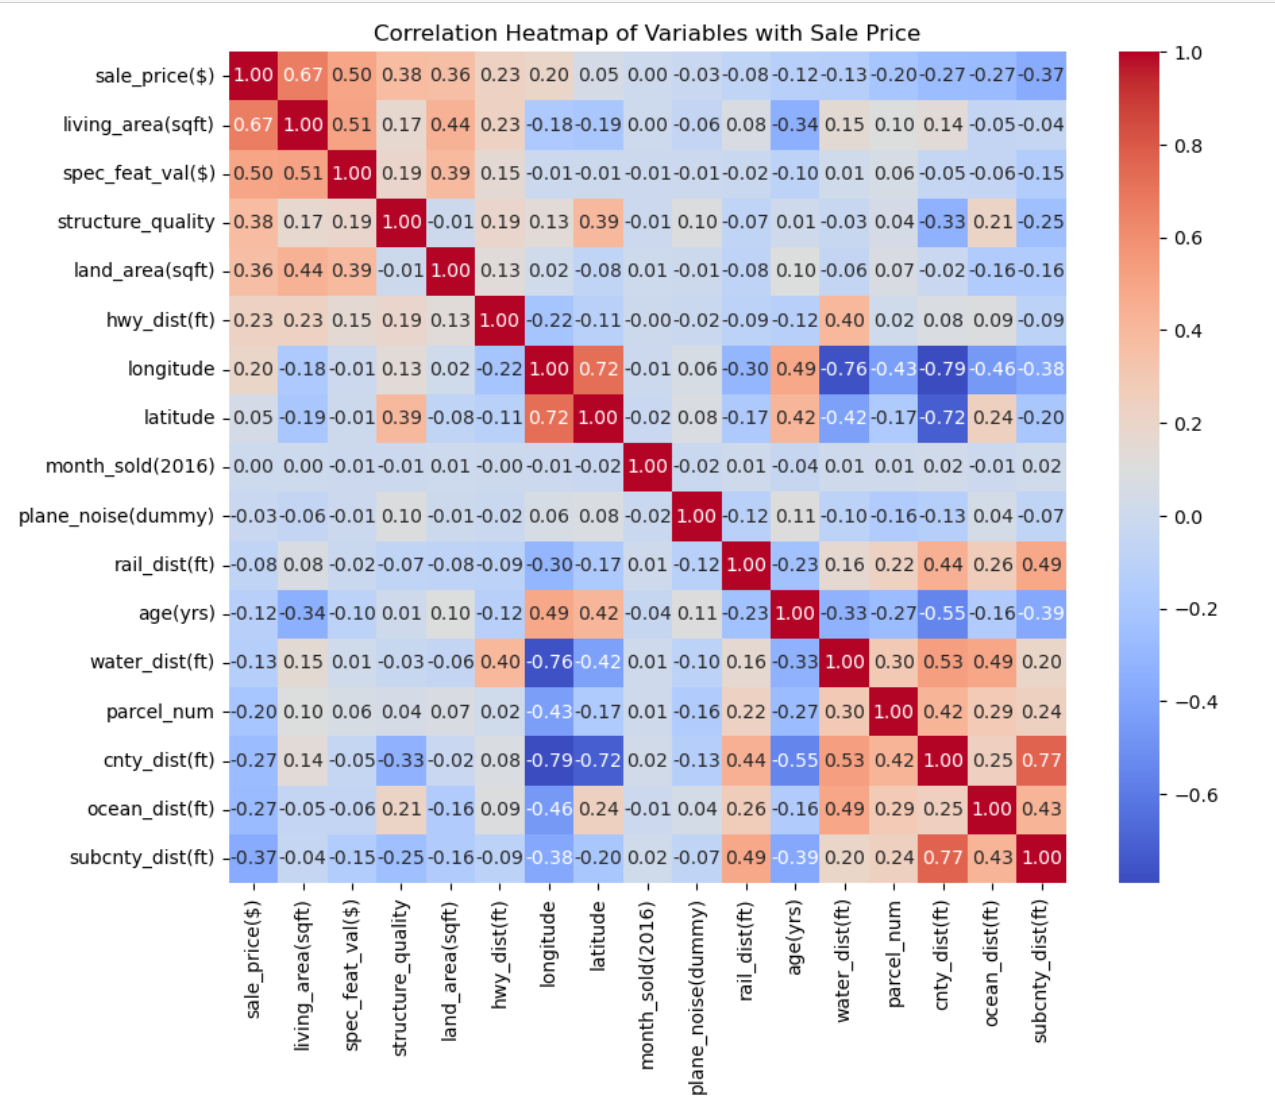 Correlation Heatmap of Variables with Sale Price
sale_price($) 1.00 0.67 0.50 0.38 0.36 0.23 0.20 0.05 0.00 -0.03 -0.08 -0.12 -0.13 -0.20 -0.27 -0.27 -0.37
living_area(sqft) 0.67 1.00 0.51 0.17 0.44 0.23 -0.18 -0.19 0.00 -0.06 0.08 -0.34 0.15 0.10 0.14 -0.05 -0.04
spec_feat_val($) 0.50 0.51 1.00 0.19 0.39 0.15 -0.01 -0.01 -0.01 -0.01 -0.02 -0.10 0.01 0.06 -0.05 -0.06 -0.15
structure_quality 0.38 0.17 0.19 1.00 -0.01 0.19 0.13 0.39 -0.01 0.10 -0.07 0.01 -0.03 0.04 -0.33 0.21 -0.25
land_area(sqft) 0.36 0.44 0.39 -0.01 1.00 0.13 0.02 -0.08 0.01 -0.01 -0.08 0.10 -0.06 0.07 -0.02 -0.16 -0.16
hwy_dist(ft) 0.23 0.23 0.15 0.19 0.13 1.00 -0.22 -0.11 -0.00 -0.02 -0.09 -0.12 0.40 0.02 0.08 0.09 -0.09
longitude 0.20 -0.18 -0.01 0.13 0.02 -0.22 1.00 0.72 -0.01 0.06 -0.30 0.49 -0.76 -0.43 -0.79 -0.46 -0.38
latitude 0.05 -0.19 -0.01 0.39 -0.08 -0.11 0.72 1.00 -0.02 0.08 -0.17 0.42 -0.42 -0.17 -0.72 0.24 -0.20
month_sold(2016) 0.00 0.00 -0.01 -0.01 0.01 -0.00 -0.01 -0.02 1.00 -0.02 0.01 -0.04 0.01 0.01 0.02 -0.01 0.02
plane_noise(dummy) -0.03 -0.06 -0.01 0.10 -0.01 -0.02 0.06 0.08 -0.02 1.00 -0.12 0.11 -0.10 -0.16 -0.13 0.04 -0.07
rail_dist(ft) -0.08 0.08 -0.02 -0.07 -0.08 -0.09 -0.30 -0.17 0.01 -0.12 1.00 -0.23 0.16 0.22 0.44 0.26 0.49
age(yrs) -0.12 -0.34 -0.10 0.01 0.10 -0.12 0.49 0.42 -0.04 0.11 -0.23 1.00 -0.33 -0.27 -0.55 -0.16 -0.39
water_dist(ft) -0.13 0.15 0.01 -0.03 -0.06 0.40 -0.76 -0.42 0.01 -0.10 0.16 -0.33 1.00 0.30 0.53 0.49 0.20
parcel_num -0.20 0.10 0.06 0.04 0.07 0.02 -0.43 -0.17 0.01 -0.16 0.22 -0.27 0.30 1.00 0.42 0.29 0.24
cnty_dist(ft) -0.27 0.14 -0.05 -0.33 -0.02 0.08 -0.79 -0.72 0.02 -0.13 0.44 -0.55 0.53 0.42 1.00 0.25 0.77
ocean_dist(ft) -0.27 -0.05 -0.06 0.21 -0.16 0.09 -0.46 0.24 -0.01 0.04 0.26 -0.16 0.49 0.29 0.25 1.00 0.43
subcnty_dist(ft) -0.37 -0.04 -0.15 -0.25 -0.16 -0.09 -0.38 -0.20 0.02 -0.07 0.49 -0.39 0.20 0.24 0.77 0.43 1.00
sale_price($)
living_area(sqft)
spec_feat_val($)
structure_quality
land_area(sqft)
hwy_dist(ft)
longitude
latitude
month_sold(2016)
plane_noise(dummy)
rail_dist(ft)
age(yrs)
water_dist(ft)
parcel_num
cnty_dist(ft)
ocean_dist(ft)
subcnty_dist(ft)
1.0
0.8
0.6
0.4
0.2
0.0
−0.2
−0.4
−0.6